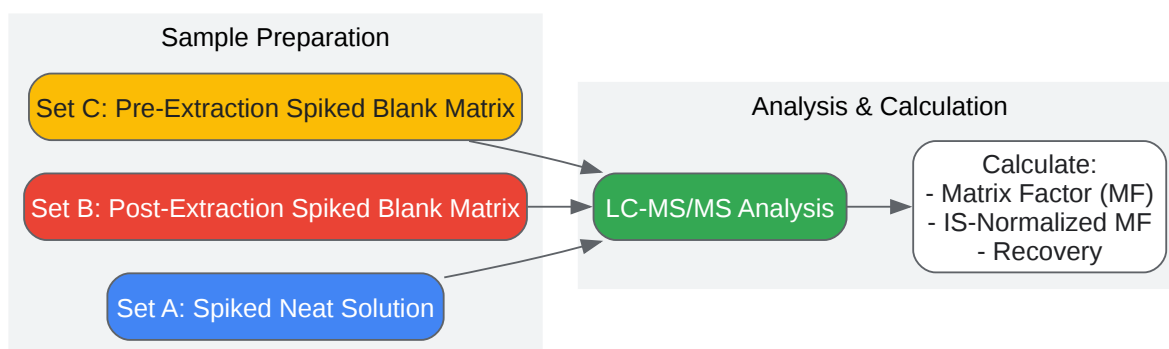 Sample Preparation
Set C: Pre-Extraction Spiked Blank Matrix
Set B: Post-Extraction Spiked Blank Matrix
Set A: Spiked Neat Solution
Analysis & Calculation
LC-MS/MS Analysis
Calculate:
- Matrix Factor (MF)
- IS-Normalized MF
- Recovery